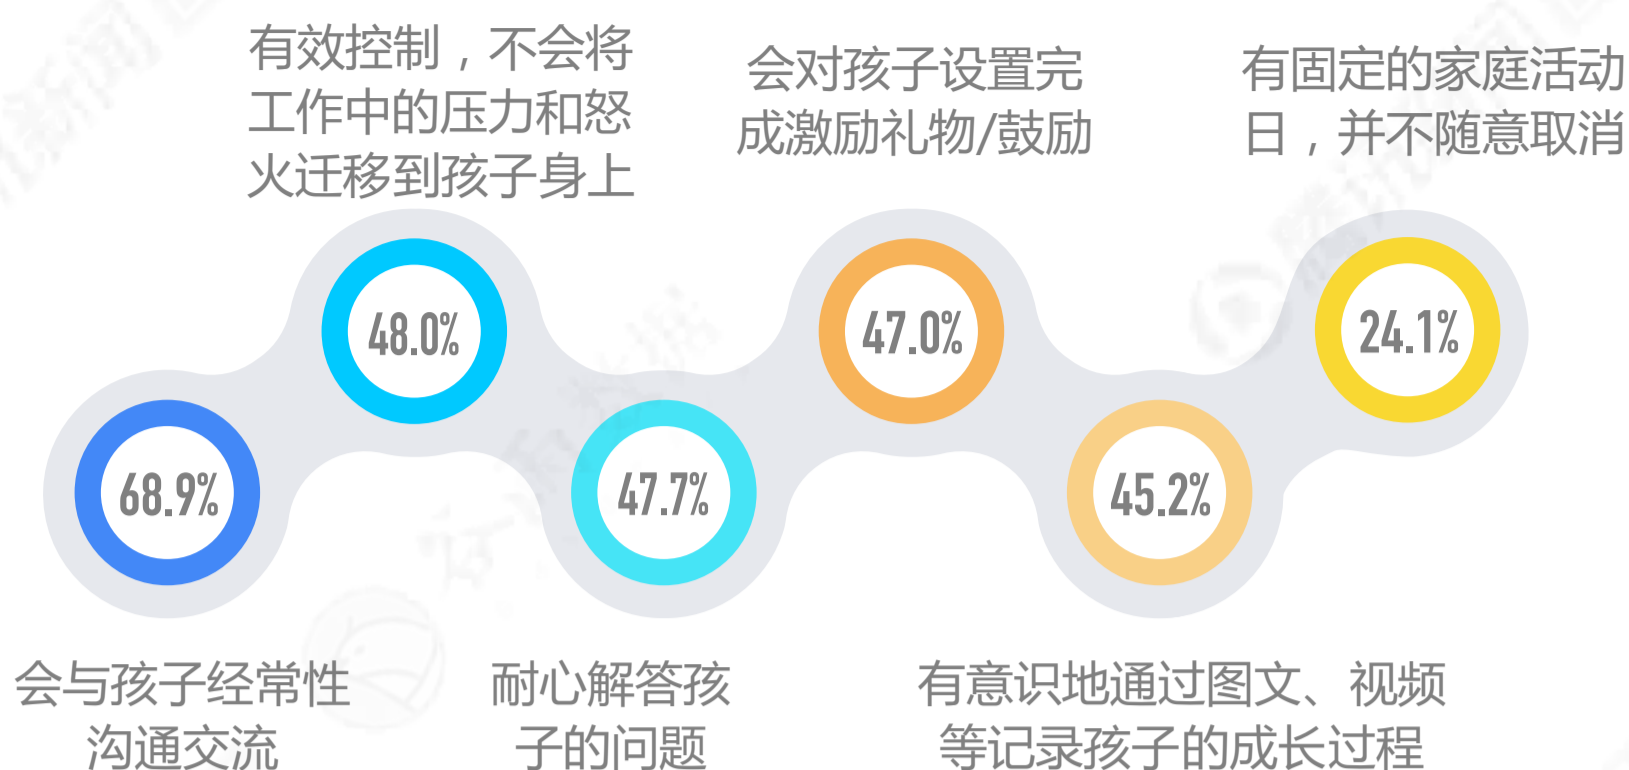 有效控制，不会将
工作中的压力和怒
火迁移到孩子身上
会对孩子设置完
成激励礼物/鼓励
有固定的家庭活动
日，并不随意取消
48.0%
47.0%
24.1%
68.9%
47.7%
45.2%
会与孩子经常性
沟通交流
耐心解答孩
子的问题
有意识地通过图文、视频
等记录孩子的成长过程